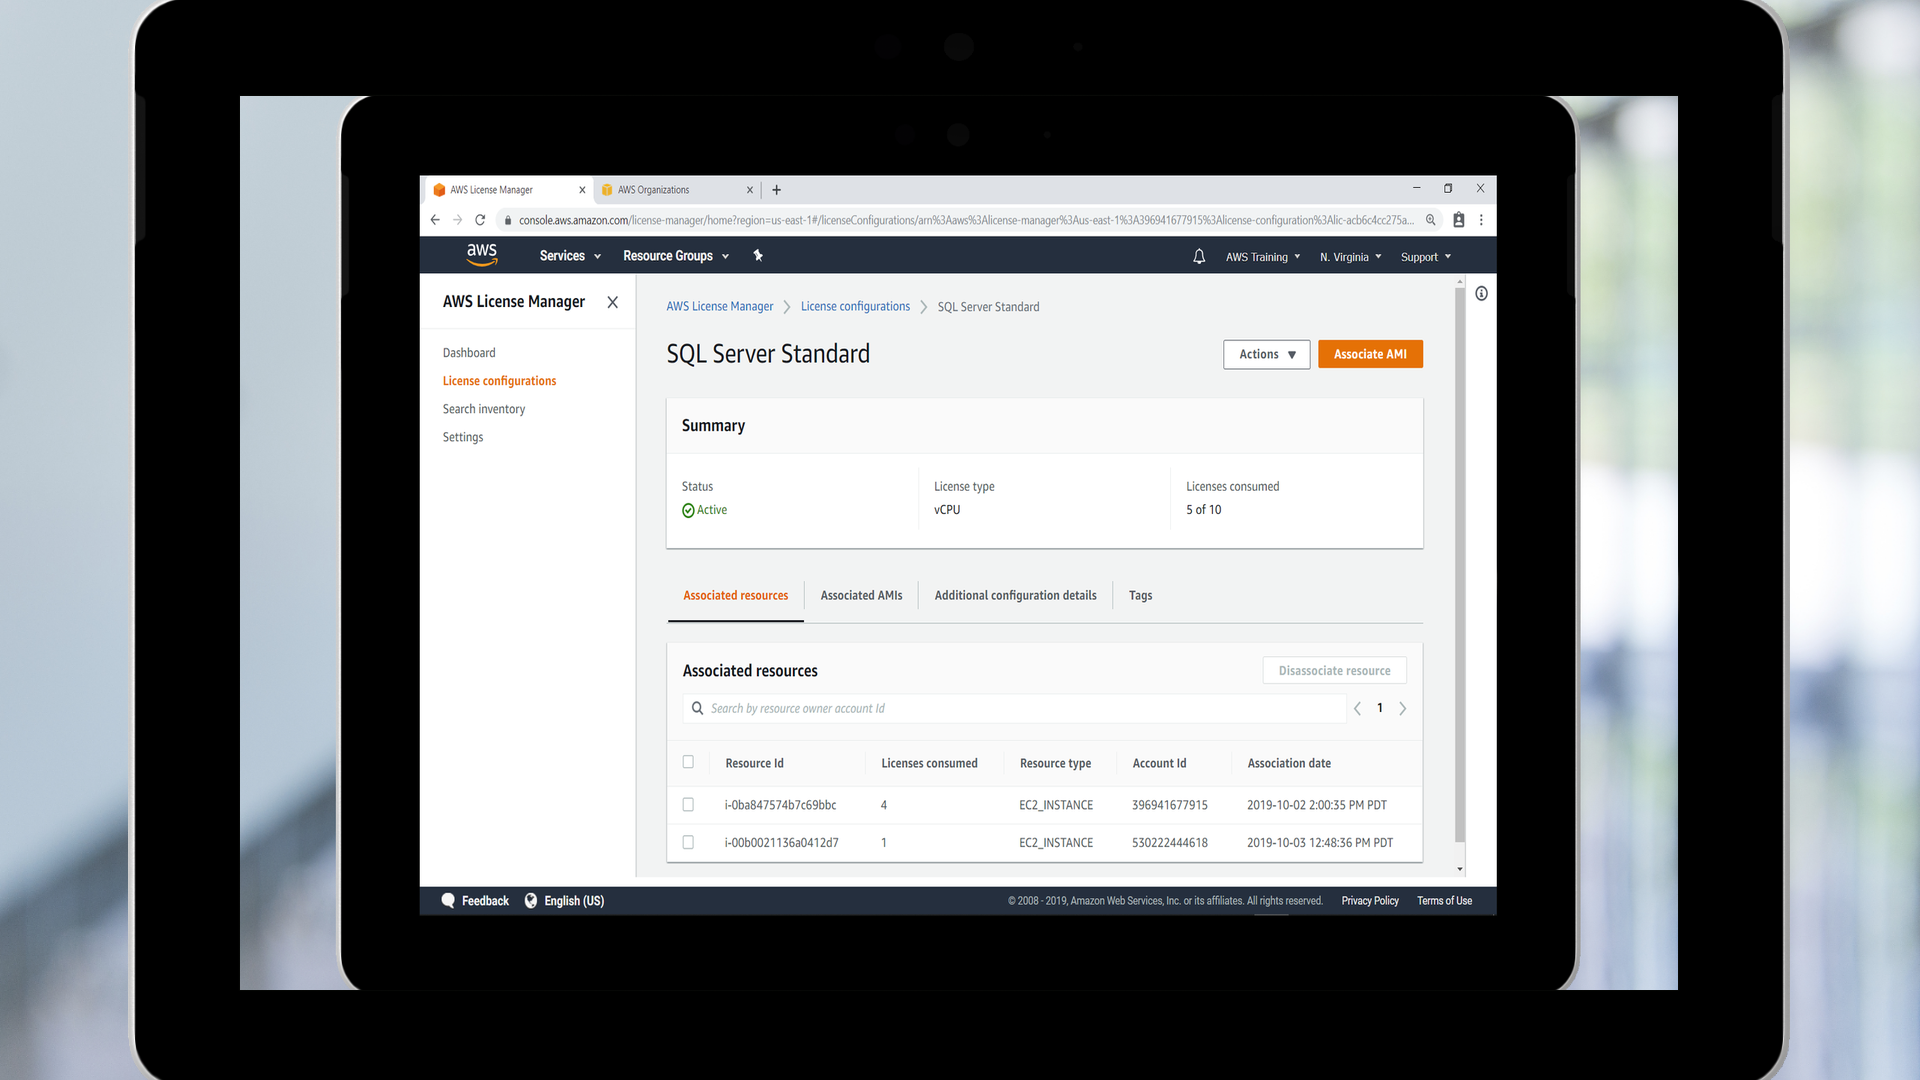 AWS License Manager
AWS Organizations
console.aws.amazon.com/license-manager/home?region=us-east-1#/licenseConfigurations/arn%3Aaws%3Alicense-manager%3Aus-east-1%3A396941677915%3Alicense-configuration%3Alic-acb6c4cc275a...
aws Services Resource Groups AWS Training N. Virginia Support
AWS License Manager
Dashboard
License configurations
Search inventory
Settings
AWS License Manager License configurations SQL Server Standard
SQL Server Standard
Actions Associate AMI
Summary
Status License type Licenses consumed
Active vCPU 5 of 10
Associated resources Associated AMIs Additional configuration details Tags
Associated resources Disassociate resource
Search by resource owner account Id 1
Resource Id Licenses consumed Resource type Account Id Association date
i-0ba847574b7c69bbc 4 EC2_INSTANCE 396941677915 2019-10-02 2:00:35 PM PDT
i-00b0021136a0412d7 1 EC2_INSTANCE 530222444618 2019-10-03 12:48:36 PM PDT
Feedback English (US) © 2008 - 2019, Amazon Web Services, Inc. or its affiliates. All rights reserved. Privacy Policy Terms of Use